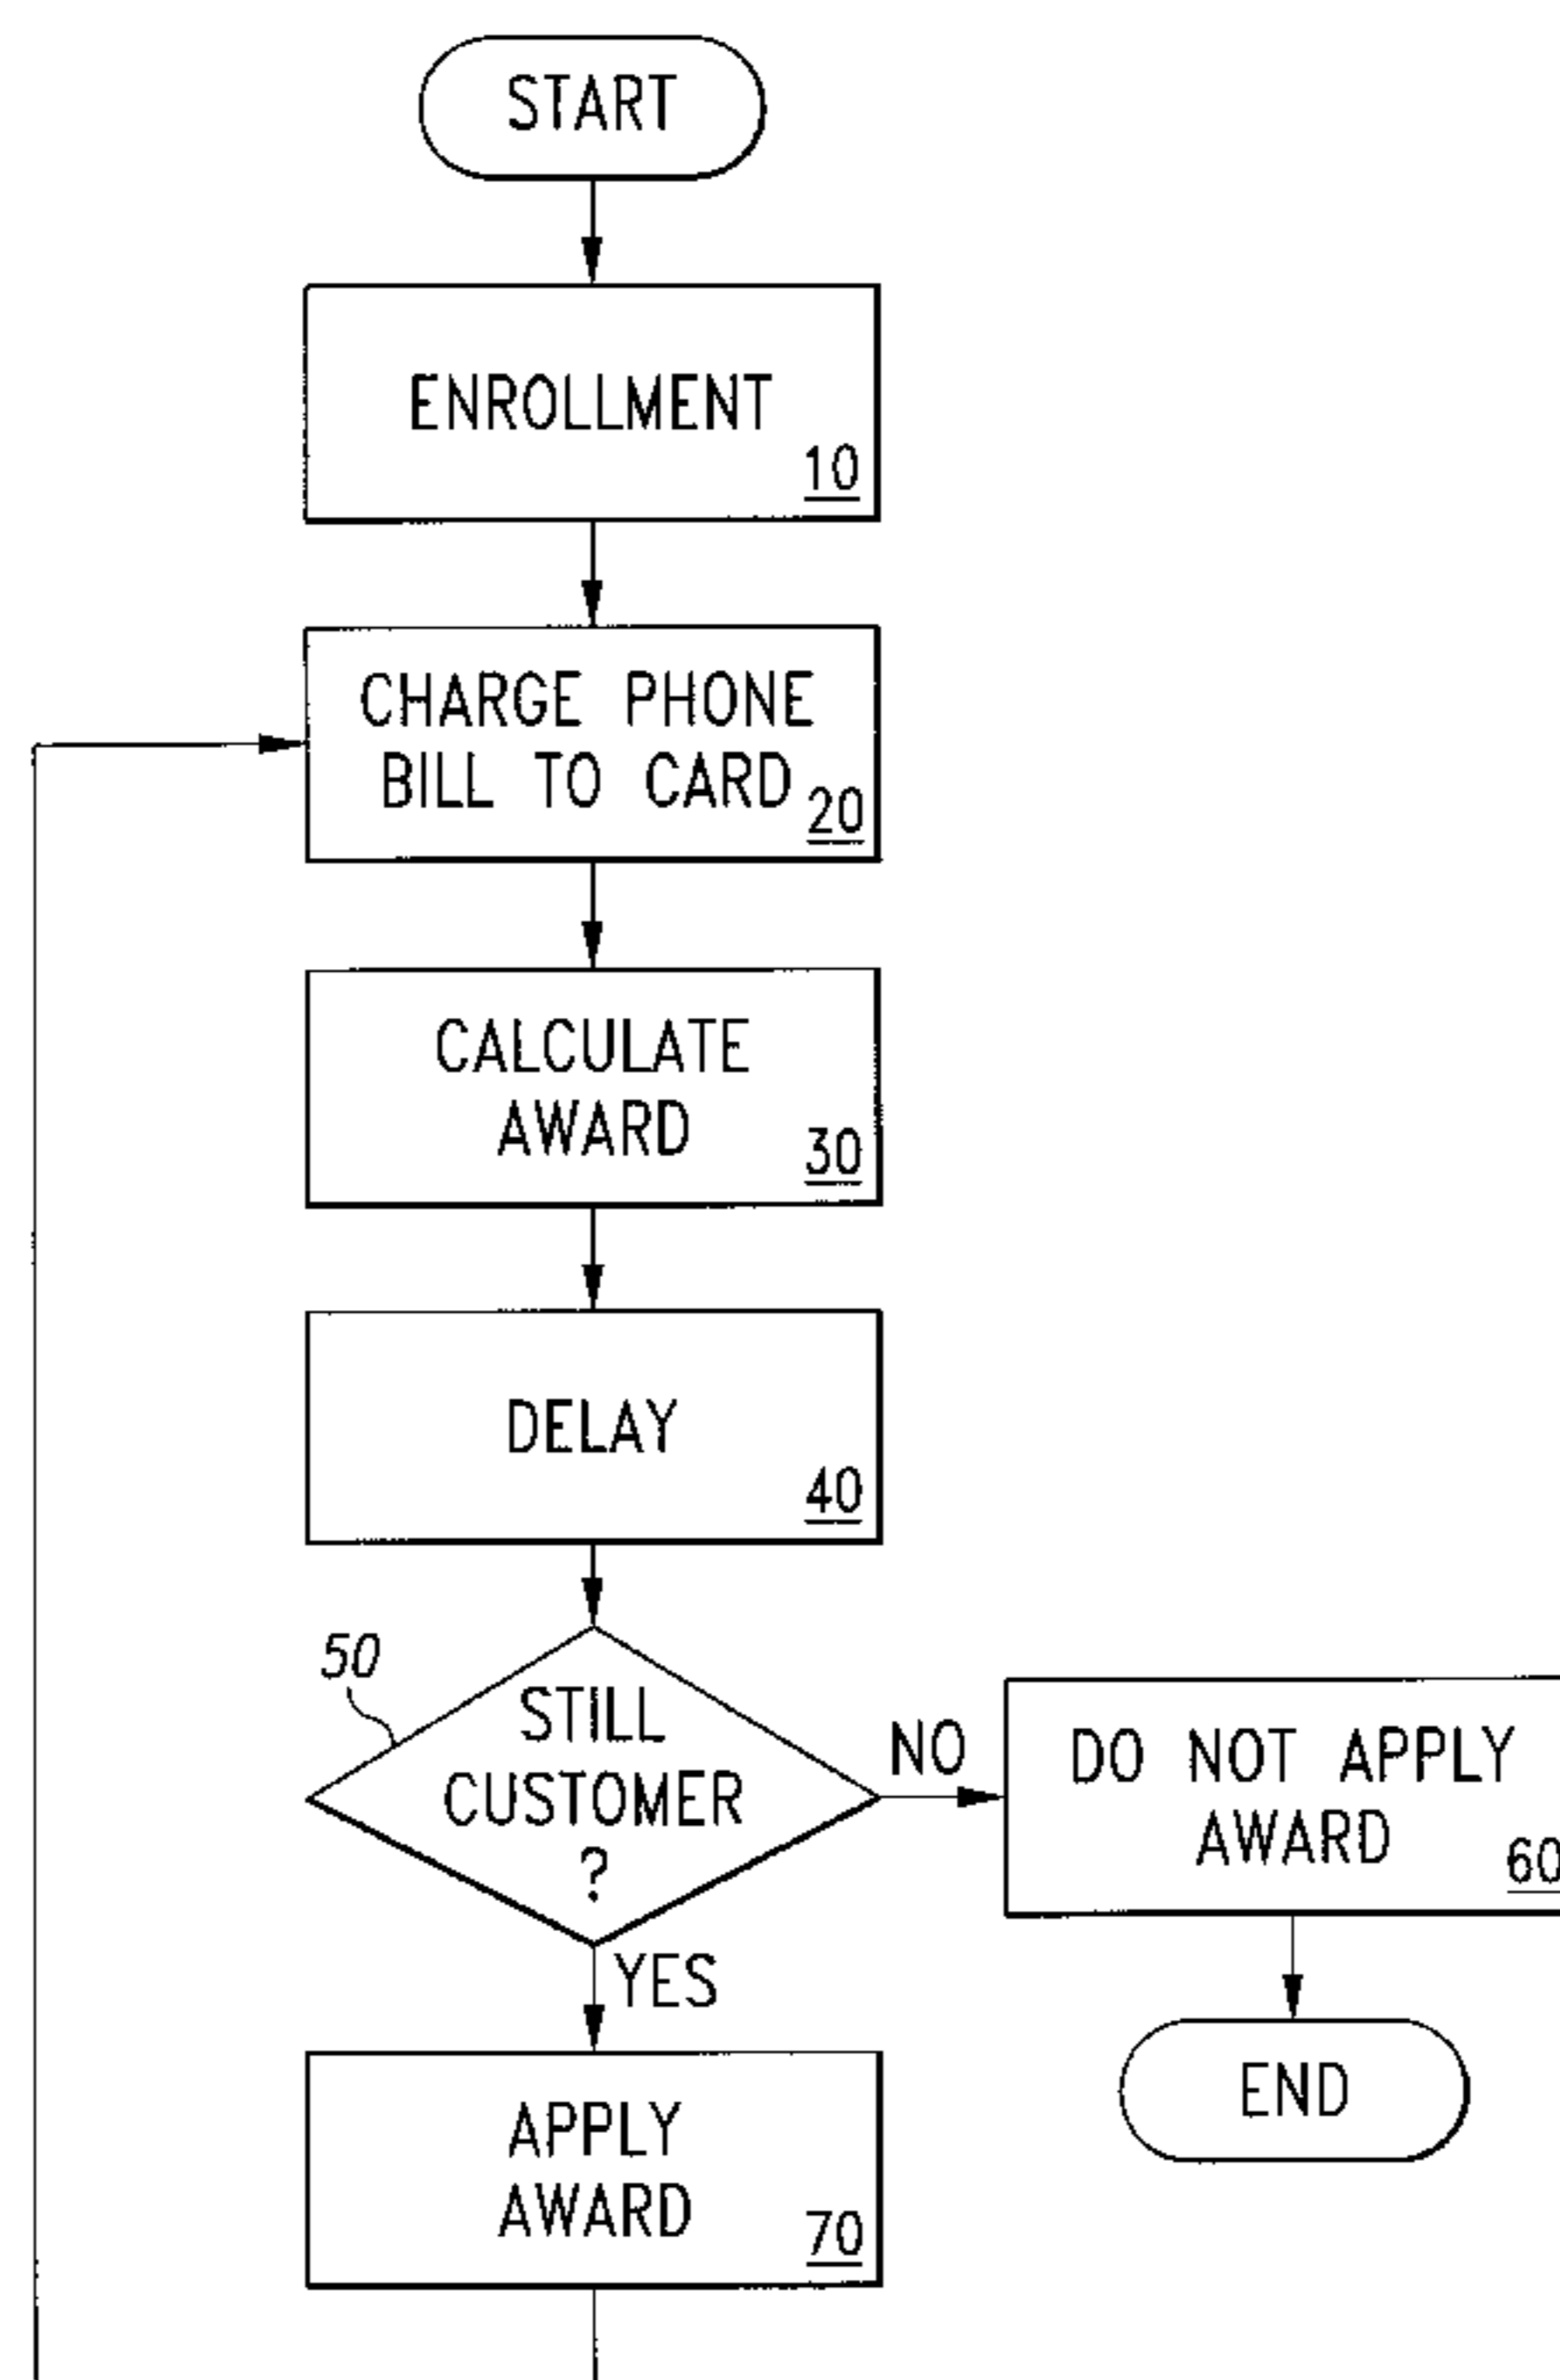 START
ENROLLMENT
10
CHARGE PHONE
BILL TO CARD
20
CALCULATE
AWARD
30
DELAY
40
50
STILL
CUSTOMER
?
NO
DO NOT APPLY
AWARD
60
YES
APPLY
AWARD
70
END